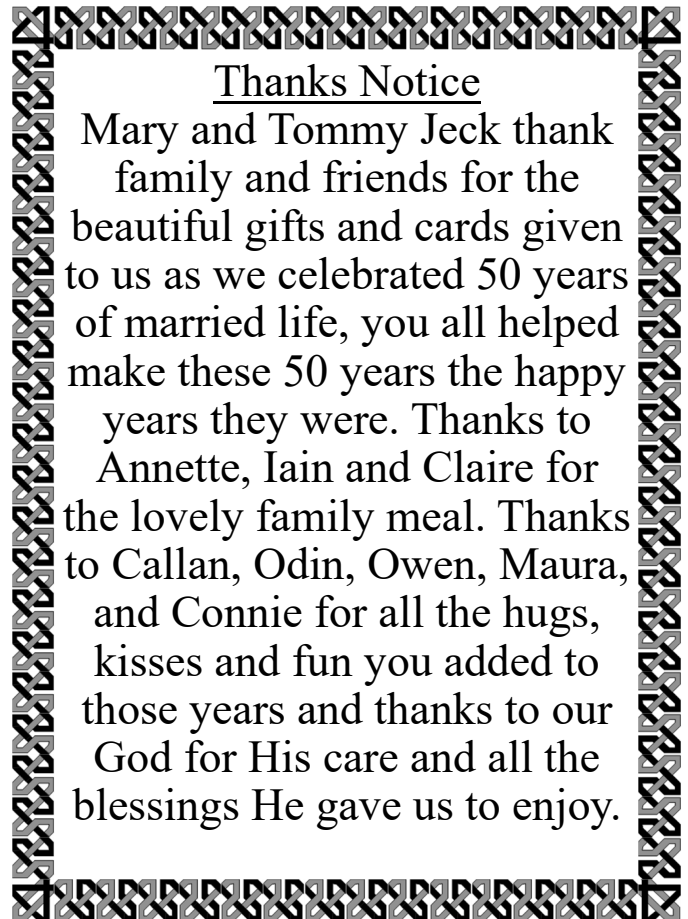 Thanks Notice
Mary and Tommy Jeck thank
family and friends for the
beautiful gifts and cards given
to us as we celebrated 50 years
of married life, you all helped
make these 50 years the happy
years they were. Thanks to
Annette, Iain and Claire for
the lovely family meal. Thanks
to Callan, Odin, Owen, Maura,
and Connie for all the hugs,
kisses and fun you added to
those years and thanks to our
God for His care and all the
blessings He gave us to enjoy.